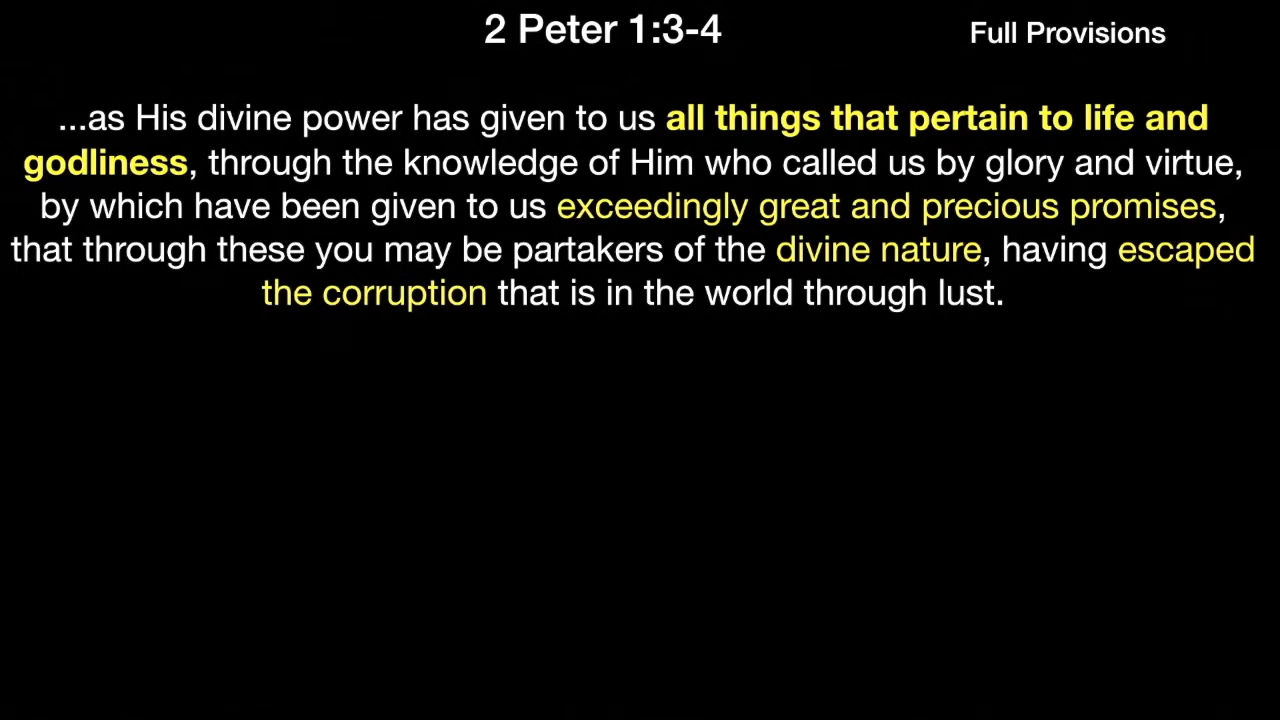 2 Peter 1:3-4
Full Provisions
...as His divine power has given to us all things that pertain to life and
godliness, through the knowledge of Him who called us by glory and virtue,
by which have been given to us exceedingly great and precious promises,
that through these you may be partakers of the divine nature, having escaped
the corruption that is in the world through lust.